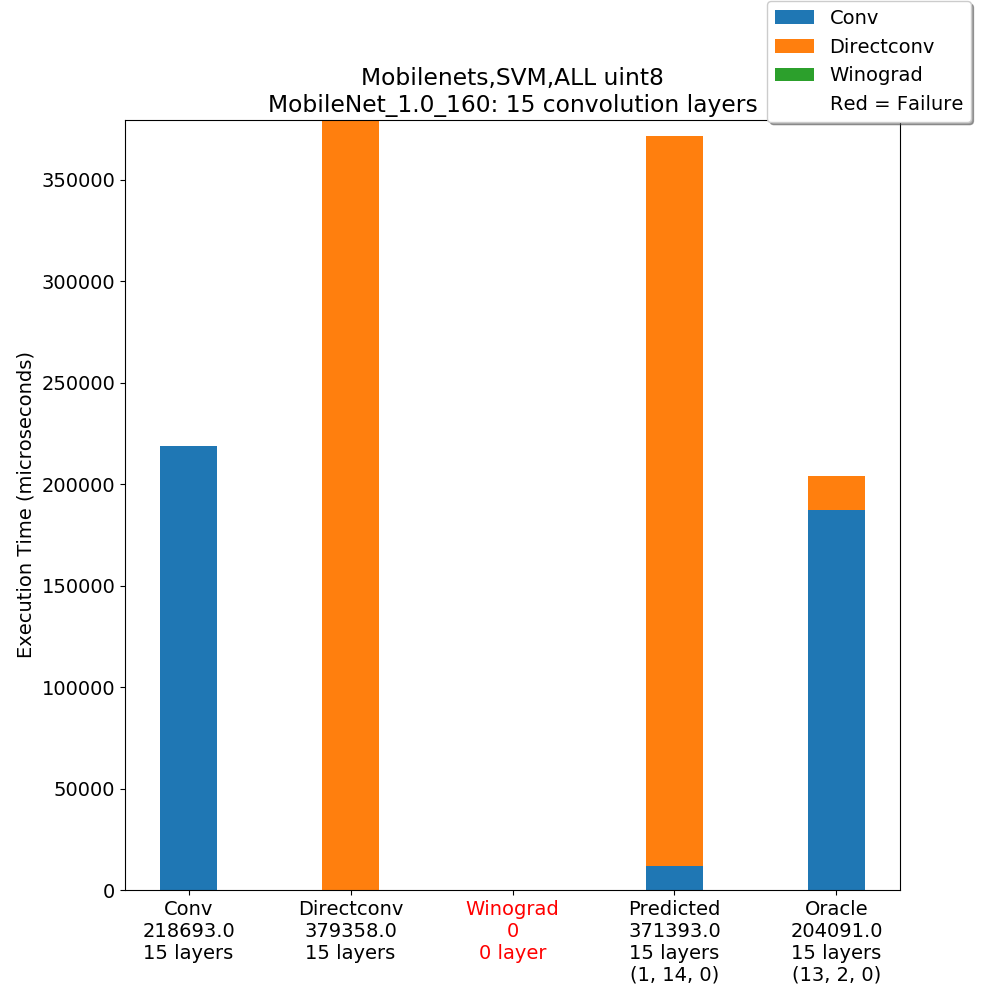 Conv
Directconv
Winograd
Red = Failure
Mobilenets,SVM,ALL uint8
MobileNet_1.0_160: 15 convolution layers
Execution Time (microseconds)
350000
300000
250000
200000
150000
100000
50000
0
Conv
218693.0
15 layers
Directconv
379358.0
15 layers
Winograd
0
0 layer
Predicted
371393.0
15 layers
(1, 14, 0)
Oracle
204091.0
15 layers
(13, 2, 0)